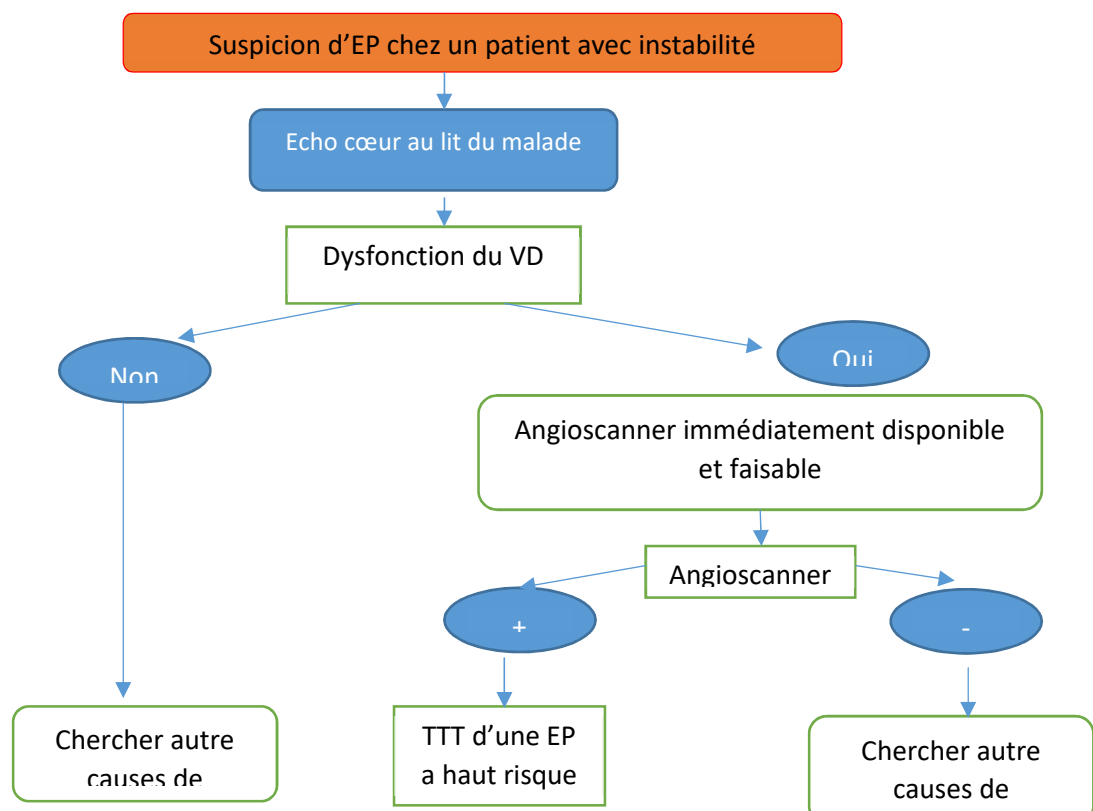 Suspicion d’EP chez un patient avec instabilité
Echo cœur au lit du malade
Dysfonction du VD
Non
Oui
Angioscanner immédiatement disponible
et faisable
Angioscanner
+
-
Chercher autre
causes de
TTT d’une EP
a haut risque
Chercher autre
causes de